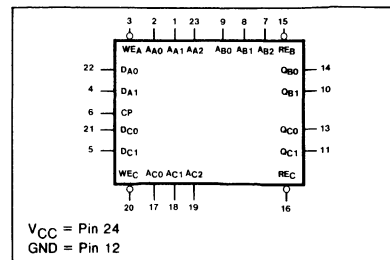 3 2 1 23 9 8 7 15
WEA AA0 AA1 AA2 AB0 AB1 AB2 REB
22 DA0 QB0 14
4 DA1 QB1 10
6 CP
21 DC0 QC0 13
5 DC1 QC1 11
WEC AC0 AC1 AC2 REC
20 17 18 19 16
VCC = Pin 24
GND = Pin 12